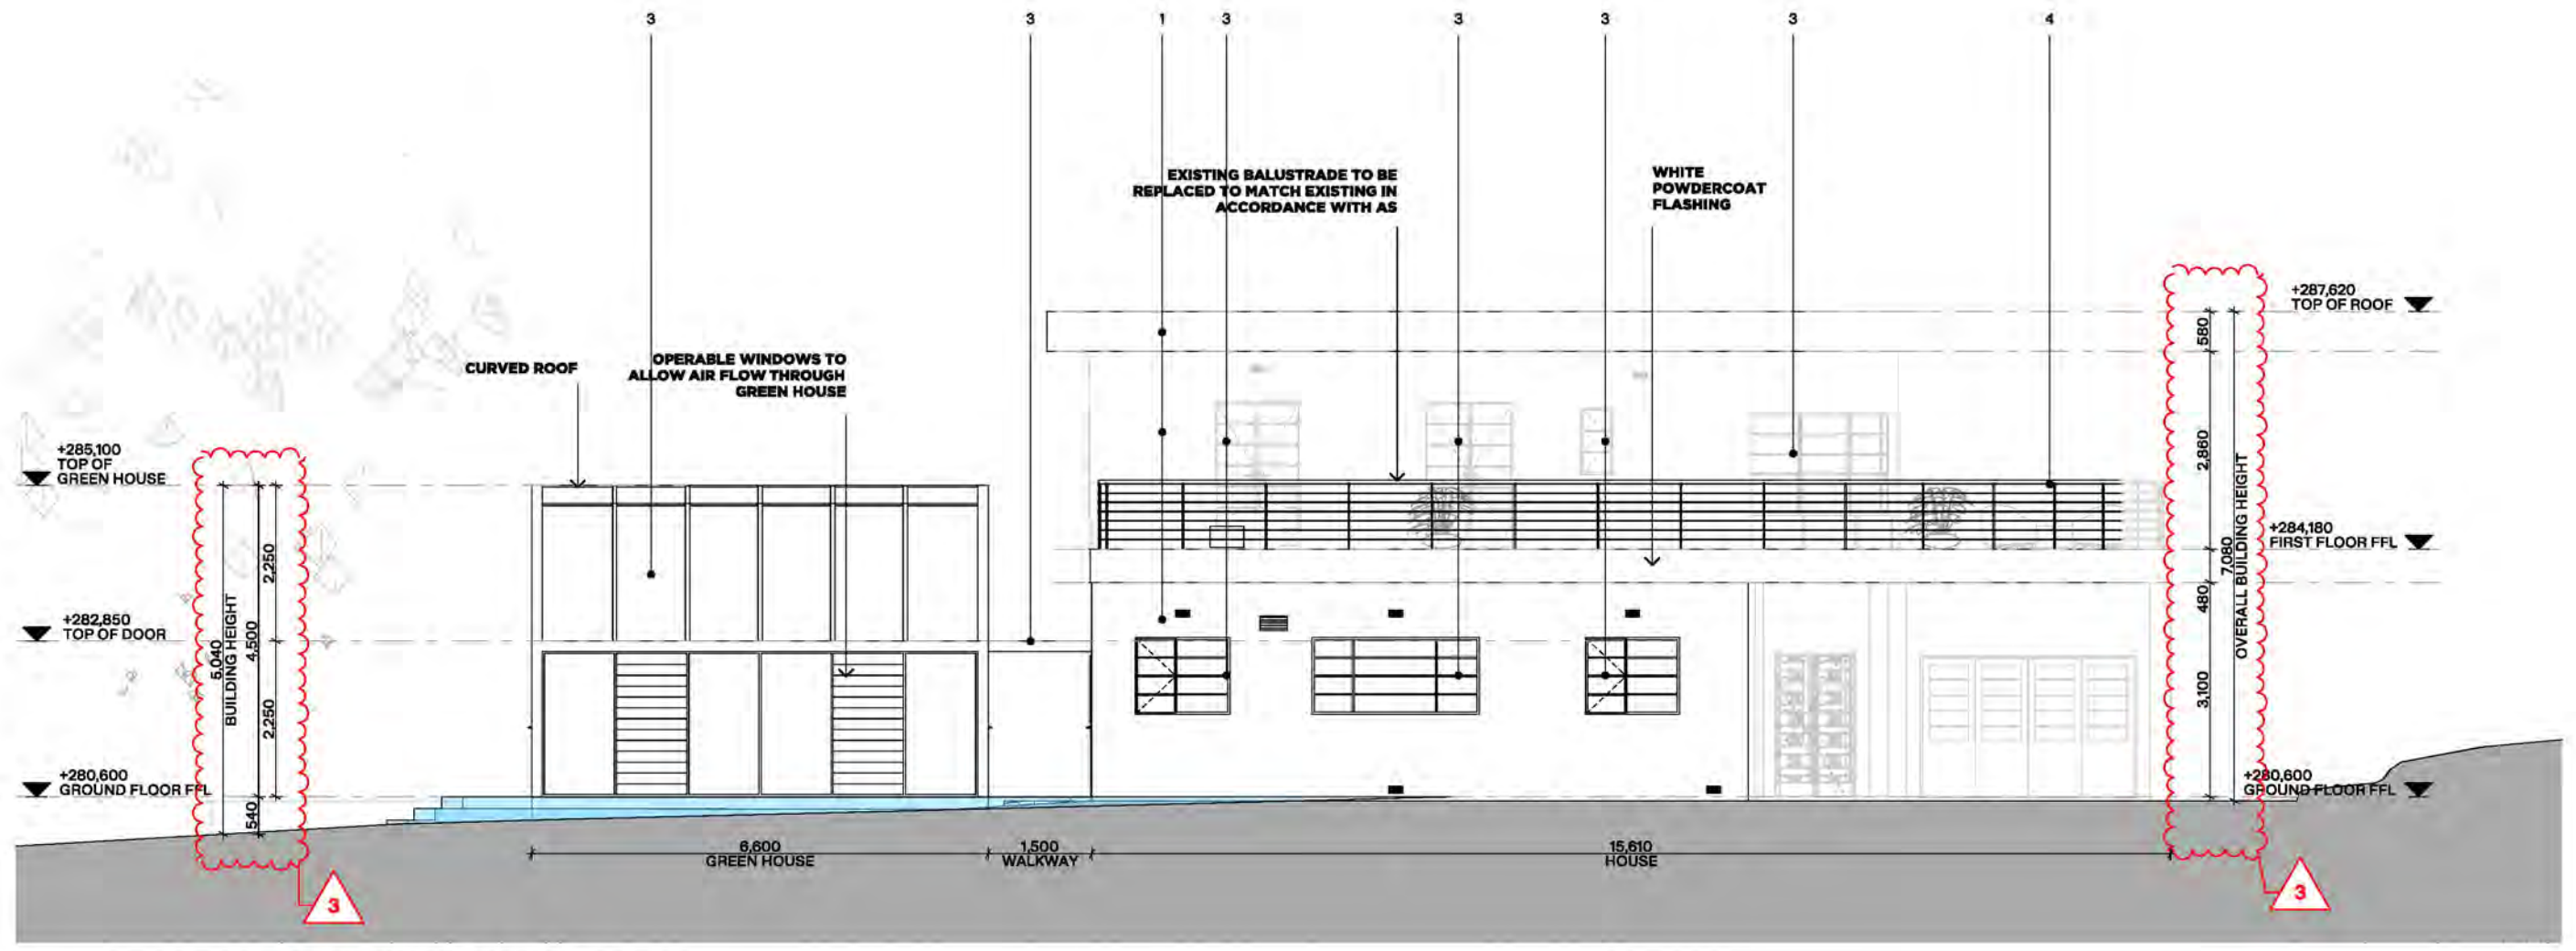 3 3 1 3 3 3 3 4
EXISTING BALUSTRADE TO BE
REPLACED TO MATCH EXISTING IN
ACCORDANCE WITH AS
WHITE
POWDERCOAT
FLASHING
+287,620
TOP OF ROOF
CURVED ROOF
OPERABLE WINDOWS TO
ALLOW AIR FLOW THROUGH
GREEN HOUSE
+285,100
TOP OF
GREEN HOUSE
+282,850
TOP OF DOOR
+280,600
GROUND FLOOR FFL
5,040
BUILDING HEIGHT
4,500
2,250
2,250
540
580
2,860
480
3,100
7,080
OVERALL BUILDING HEIGHT
+284,180
FIRST FLOOR FFL
+280,600
GROUND FLOOR FFL
6,600
GREEN HOUSE
1,500
WALKWAY
15,610
HOUSE
3
3